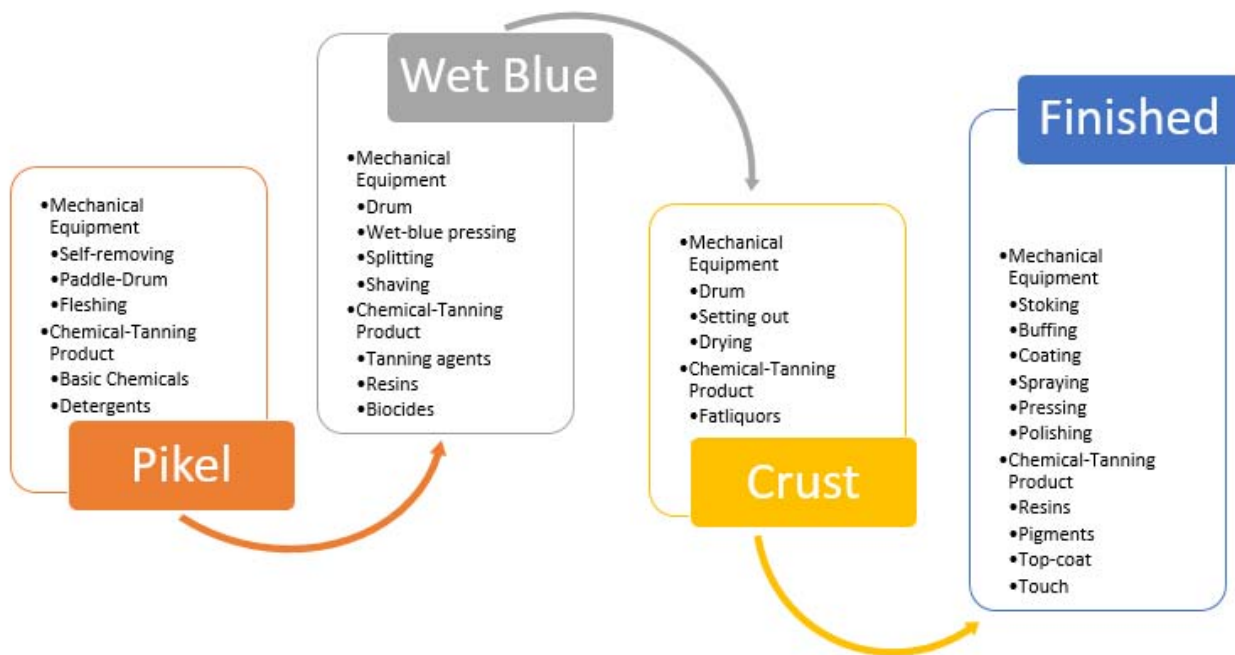 Pikel
•Mechanical
Equipment
•Self-removing
•Paddle-Drum
•Fleshing
•Chemical-Tanning
Product
•Basic Chemicals
•Detergents
Wet Blue
•Mechanical
Equipment
•Drum
•Wet-blue pressing
•Splitting
•Shaving
•Chemical-Tanning
Product
•Tanning agents
•Resins
•Biocides
Crust
•Mechanical
Equipment
•Drum
•Setting out
•Drying
•Chemical-Tanning
Product
•Fatliquors
Finished
•Mechanical
Equipment
•Stoking
•Buffing
•Coating
•Spraying
•Pressing
•Polishing
•Chemical-Tanning
Product
•Resins
•Pigments
•Top-coat
•Touch